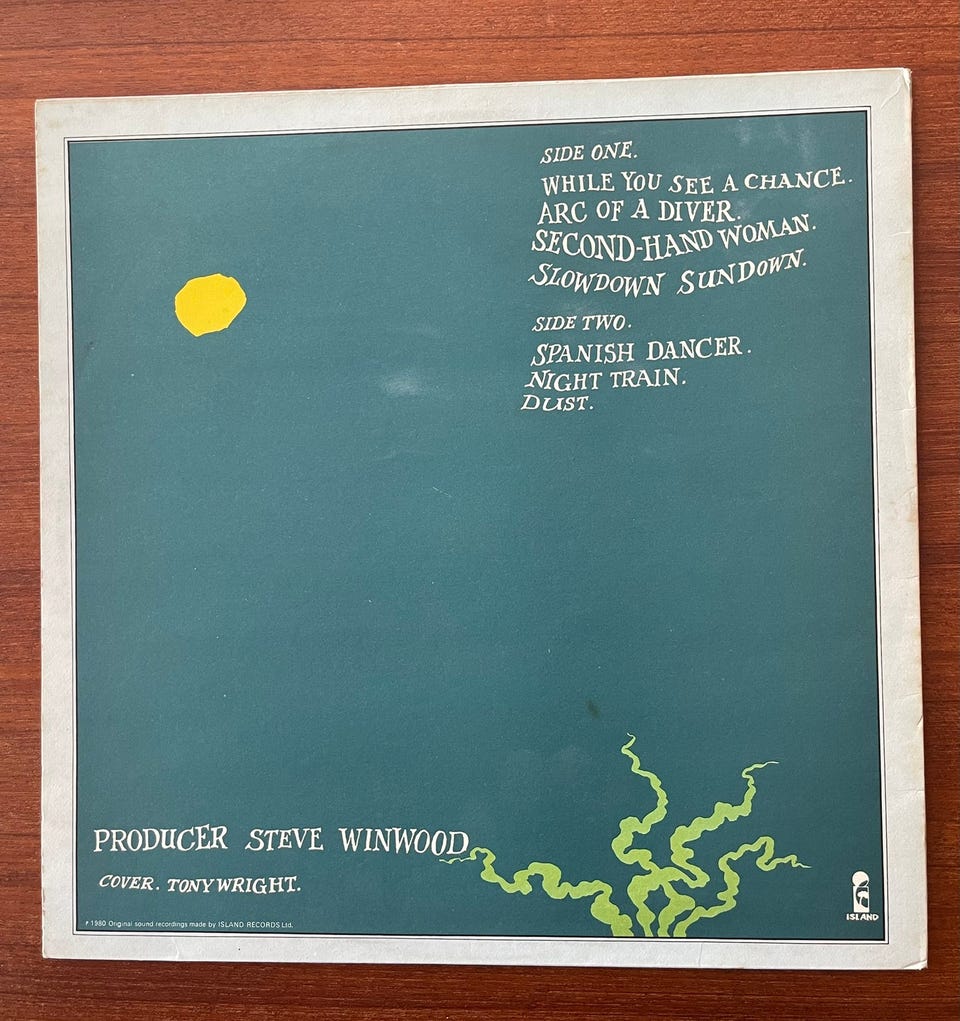 SIDE ONE.
WHILE YOU SEE A CHANCE.
ARC OF A DIVER.
SECOND-HAND WOMAN.
SLOWDOWN SUNDOWN.
SIDE TWO.
SPANISH DANCER.
NIGHT TRAIN.
DUST.
PRODUCER STEVE WINWOOD
COVER. TONY WRIGHT.
℗ 1980 Original sound recordings made by ISLAND RECORDS Ltd.
ISLAND